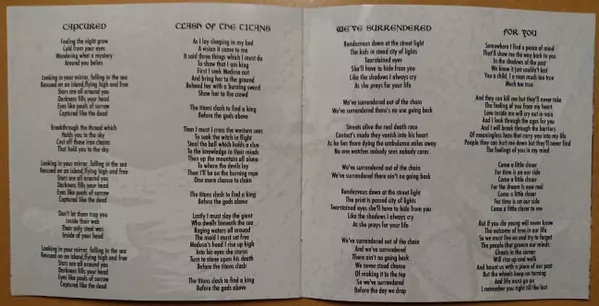 CAPTURED
Feeling the night grow
Cold from your eyes
Wondering what a mystery
Around you belies
Looking in your mirror, falling in the sea
Rescued on an island, flying high and free
Stars are all around you
Darkness fills your head
Eyes like pools of sorrow
Captured like the dead
Breakthrough the thread which
Holds you to the sky
Cast off these iron chains
That hold you to the sky
Looking in your mirror, falling in the sea
Rescued on an island, flying high and free
Stars are all around you
Darkness fills your head
Eyes like pools of sorrow
Captured like the dead
Don't let them trap you
Inside their web
Their only steel was
Inside of your head
Looking in your mirror, falling in the sea
Rescued on an island, flying high and free
Stars are all around you
Darkness fills your head
Eyes like pools of sorrow
Captured like the dead
CLASH OF THE TITANS
As I lay sleeping in my bed
A vision it came to me
It said three things which I must do
To show that I am king
First I seek Medusa out
And bring her to the ground
Behead her with a burning sword
Show her to the crowd
The titans clash to find a king
Before the gods above
Then I must cross the western seas
To seek the witch in flight
Steal the ball which holds a clue
To the knowledge in their minds
Then up the mountain all alone
To where the devils lay
Then I'll be on the burning rope
One more chance to claim
The titans clash to find a king
Before the gods above
Lastly I must slay the giant
Who dwells beneath the sea
Raging waters all around
The maid I must set free
Medusa's head I rise up high
Into his eyes she stares
Turn to stone upon his death
Before the titans clash
The titans clash to find a king
Before the gods above
WE'VE SURRENDERED
Rendezvous down at the street light
The kids in steed city of lights
Tearstained eyes
She'll have to hide from you
Like the shadows I always cry
As she prays for your life
We've surrendered out of the chain
We've surrendered there's no one going back
Streets alive the real death race
Contact's made they vanish into his heart
As he lies there dying the ambulance miles away
No one watches nobody sees nobody cares
We've surrendered out of the chain
We've surrendered there ain't no going back
Rendezvous down at the street light
The print is passed city of lights
Tearstained eyes she'll have to hide from you
Like the shadows I always cry
As she prays for your life
We've surrendered out of the chain
We've and surrendered
There ain't no going back
We never stood chance
Of making it to the top
So we've surrendered
Before the day we drop
FOR YOU
Somewhere I find a peace of mind
That'll show me the way back to you
In the shadows of the past
We knew it just couldn't last
Yes a child, I a man much too true
Much too true
And they can kill me but they'll never take
The feeling of you from my heart
Love inside me will cry out in vain
And I look through the ages for you
And I will break through the barriers
Of meaningless hate that carry you into my life
People they can hurt me down but they'll never find
The feelings of you in my mind
Come a little closer
For time is on our side
Come a little closer
For the dream is now real
Come a little closer
For time is on our side
Come a little closer to me
But if you die young will never know
The outcome of love in our life
So we must live on and try to forget
The people that govern our minds
Ghosts in the corner
Will rise up and walk
And haunt us with a piece of our past
But the wheels keep on turning
And life must go on
I remember you right till the last